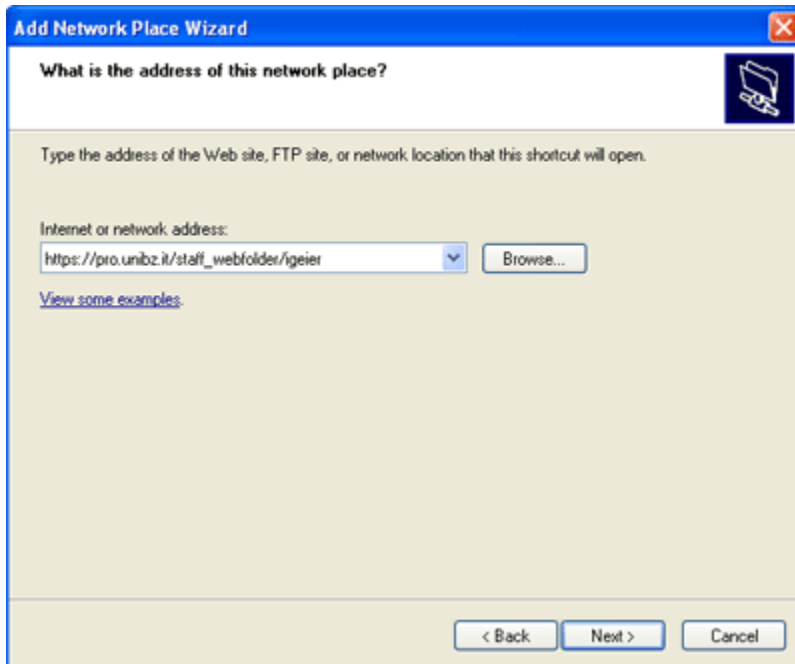 Add Network Place Wizard
What is the address of this network place?
Type the address of the Web site, FTP site, or network location that this shortcut will open.
Internet or network address:
https://pro.unibz.it/staff_webfolder/igeier
Browse...
View some examples.
< Back
Next >
Cancel